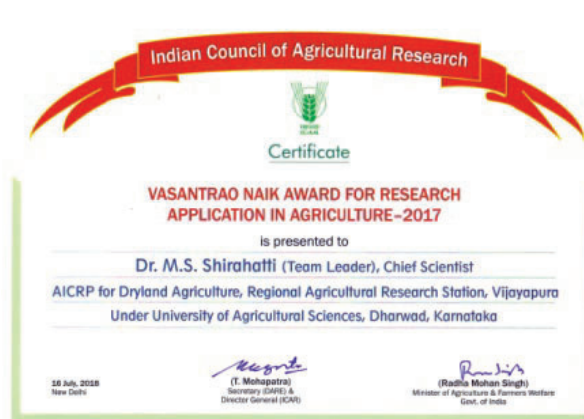 Indian Council of Agricultural Research
Certificate
VASANTRAO NAIK AWARD FOR RESEARCH
APPLICATION IN AGRICULTURE–2017
is presented to
Dr. M.S. Shirahatti (Team Leader), Chief Scientist
AICRP for Dryland Agriculture, Regional Agricultural Research Station, Vijayapura
Under University of Agricultural Sciences, Dharwad, Karnataka
18 July, 2018
New Delhi
(T. Mohapatra)
Secretary (DARE) &
Director General (ICAR)
(Radha Mohan Singh)
Minister of Agriculture & Farmers Welfare
Govt. of India